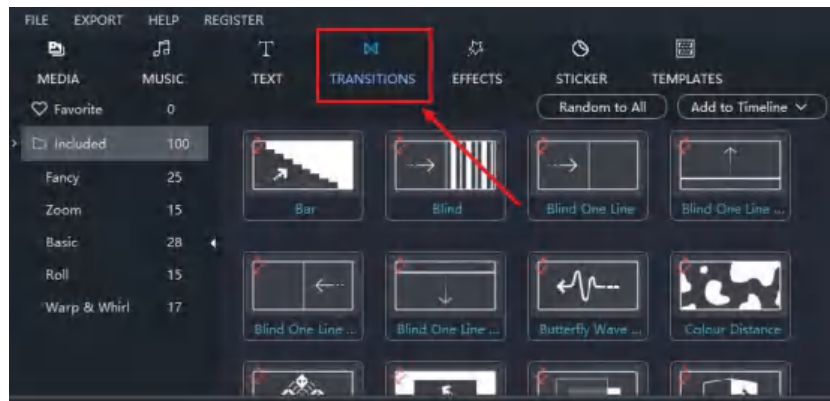 FILE EXPORT HELP REGISTER
MEDIA MUSIC TEXT TRANSITIONS EFFECTS STICKER TEMPLATES
Favorite 0
Random to All Add to Timeline
Included 100
Fancy 25
Zoom 15
Basic 28
Roll 15
Warp & Whirl 17
Bar Blind Blind One Line Blind One Line ...
Blind One Line ... Blind One Line ... Butterfly Wave ... Colour Distance